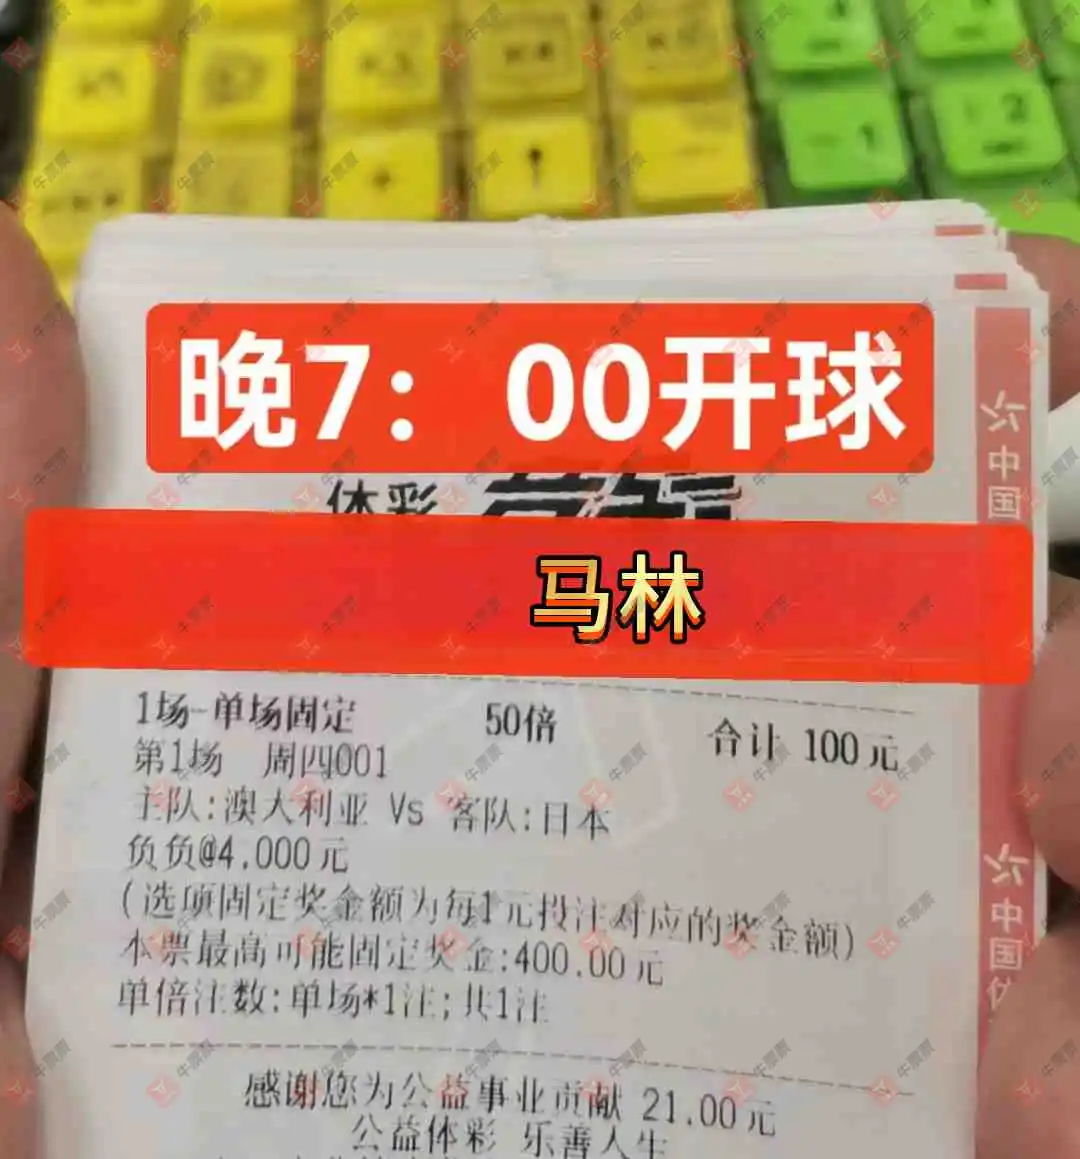 晚7：00开球
体彩
马林
1场-单场固定 50倍 合计 100元
第1场 周四001
主队:澳大利亚 Vs 客队:日本
负负@4.000元
(选项固定奖金额为每1元投注对应的奖金额)
本票最高可能固定奖金:400.00元
单倍注数:单场*1注;共1注
感谢您为公益事业贡献 21.00元
公益体彩 乐善人生
中国
中国体
1
2
牛票票